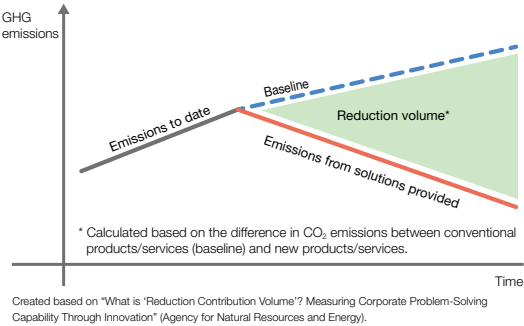 GHG
emissions
Baseline
Emissions to date
Reduction volume*
Emissions from solutions provided
* Calculated based on the difference in CO₂ emissions between conventional
products/services (baseline) and new products/services.
Time
Created based on “What is ‘Reduction Contribution Volume’? Measuring Corporate Problem-Solving
Capability Through Innovation” (Agency for Natural Resources and Energy).